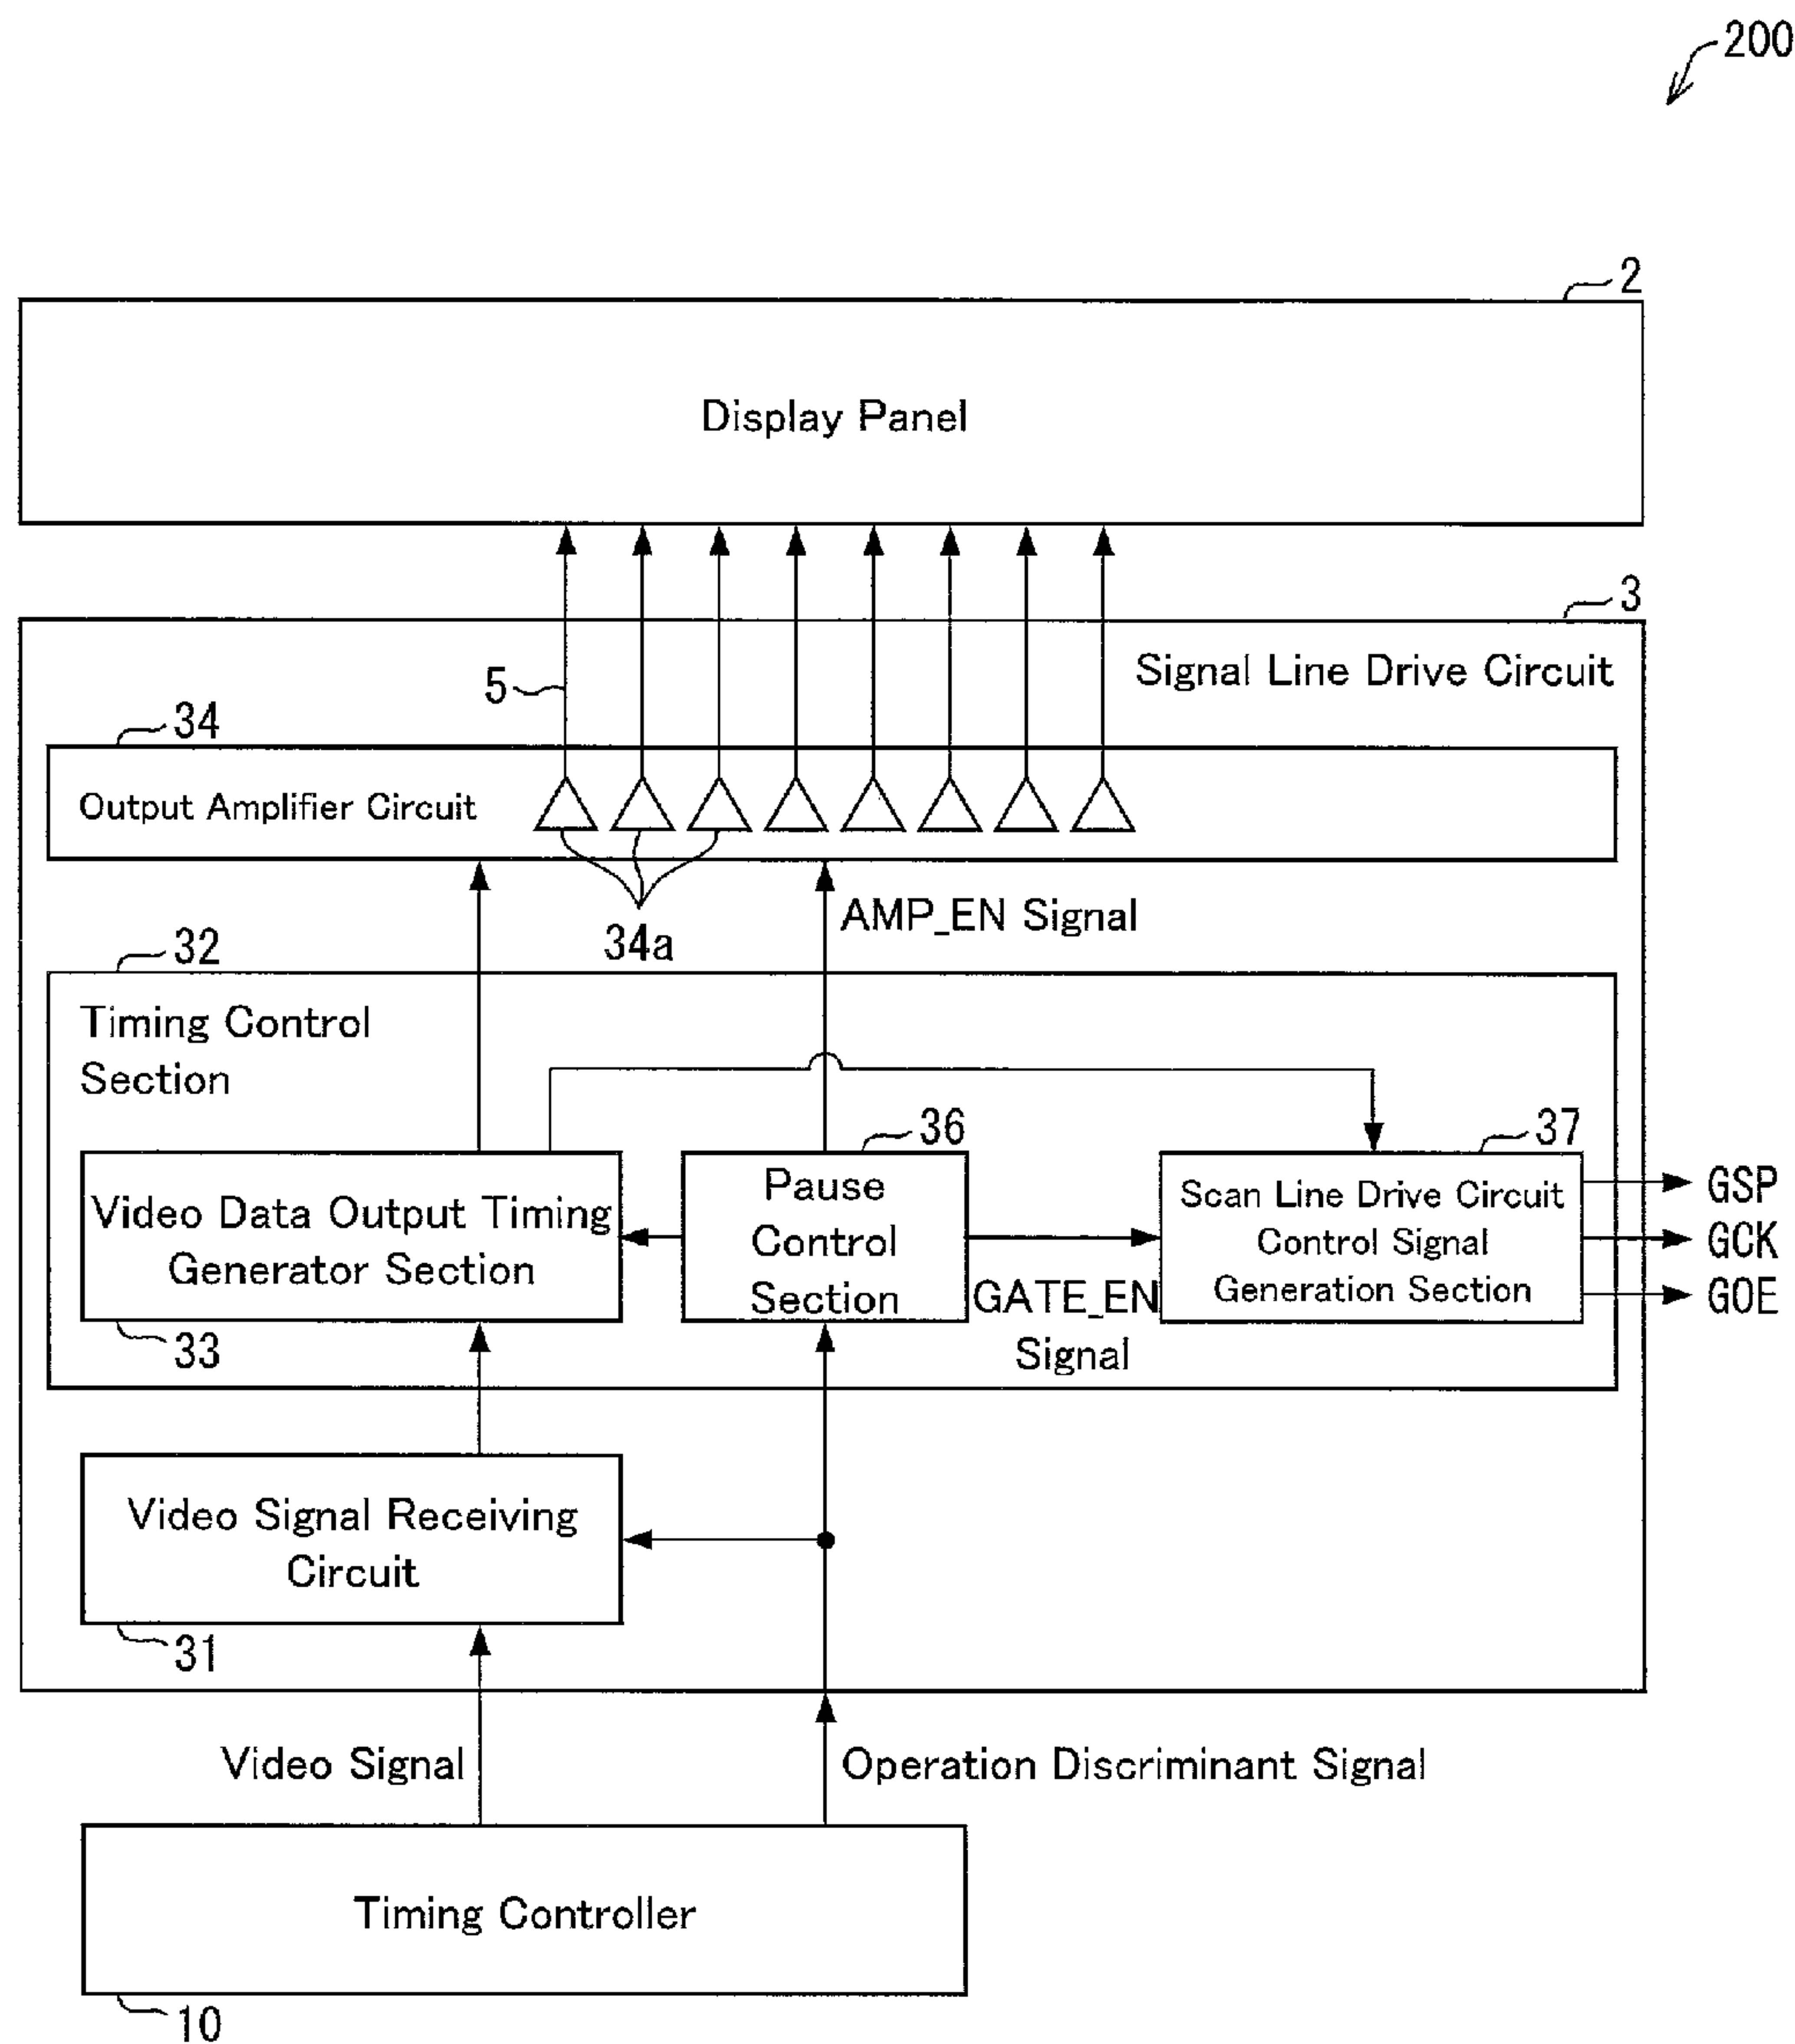 200
2
Display Panel
3
Signal Line Drive Circuit
5
34
Output Amplifier Circuit
34a
AMP_EN Signal
32
Timing Control
Section
36
37
Video Data Output Timing
Generator Section
33
Pause
Control
Section
GATE_EN
Signal
Scan Line Drive Circuit
Control Signal
Generation Section
GSP
GCK
GOE
Video Signal Receiving
Circuit
31
Video Signal
Operation Discriminant Signal
Timing Controller
10